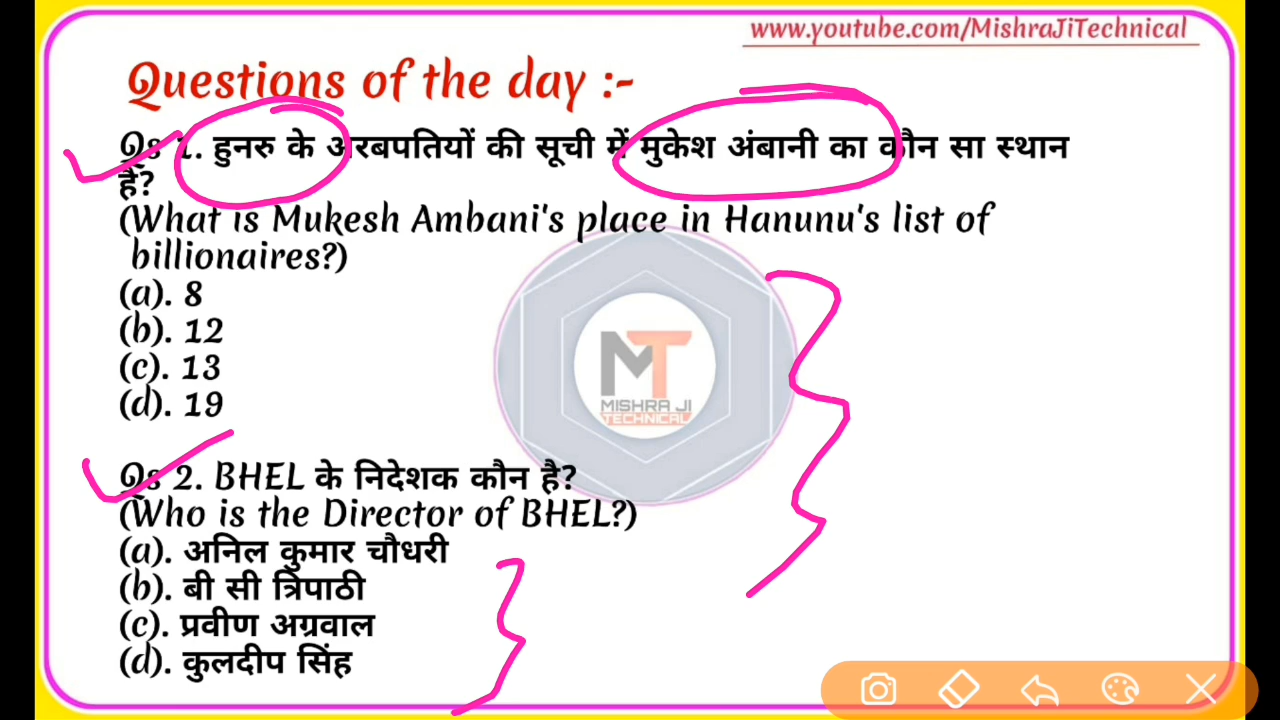 www.youtube.com/MishraJiTechnical
Questions of the day :-
Qs 1. हुनरु के अरबपतियों की सूची में मुकेश अंबानी का कौन सा स्थान
है?
(What is Mukesh Ambani's place in Hanunu's list of
billionaires?)
(a). 8
(b). 12
(c). 13
(d). 19
MT
MISHRA JI
TECHNICAL
Qs 2. BHEL के निदेशक कौन है?
(Who is the Director of BHEL?)
(a). अनिल कुमार चौधरी
(b). बी सी त्रिपाठी
(c). प्रवीण अग्रवाल
(d). कुलदीप सिंह